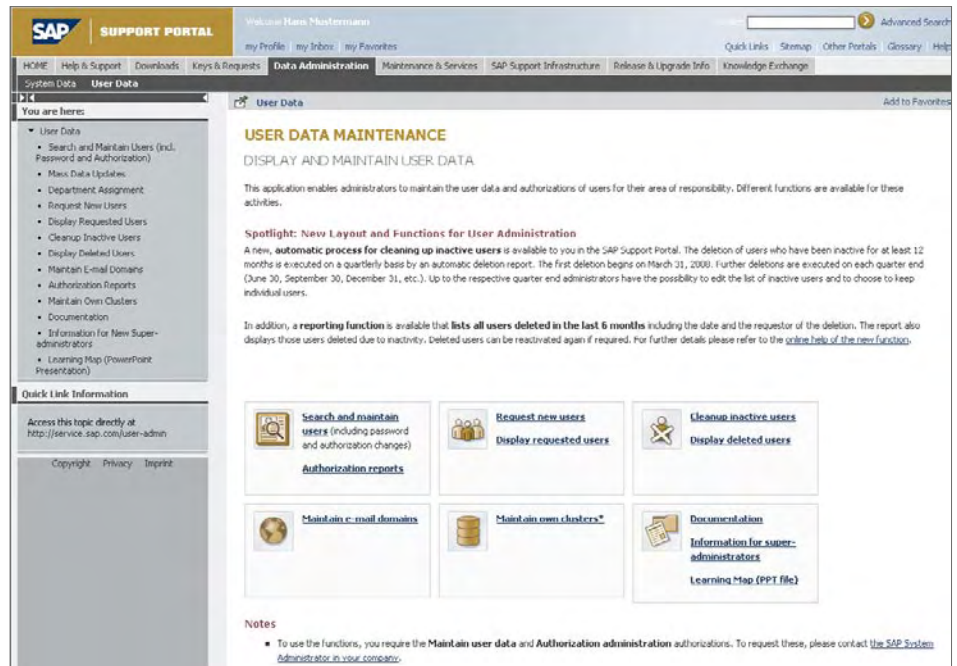 Welcome Hans Mustermann
Advanced Search
SAP SUPPORT PORTAL
my Profile my Inbox my Favorites
Quick Links Sitemap Other Portals Glossary Help
HOME Help & Support Downloads Keys & Requests Data Administration Maintenance & Services SAP Support Infrastructure Release & Upgrade Info Knowledge Exchange
System Data User Data
You are here:
User Data
Search and Maintain Users (incl.
Password and Authorization)
Mass Data Updates
Department Assignment
Request New Users
Display Requested Users
Cleanup Inactive Users
Display Deleted Users
Maintain E-mail Domains
Authorization Reports
Maintain Own Clusters
Documentation
Information for New Super-
administrators
Learning Map (PowerPoint
Presentation)
Quick Link Information
Access this topic directly at
http://service.sap.com/user-admin
Copyright Privacy Imprint
User Data
Add to Favorites
USER DATA MAINTENANCE
DISPLAY AND MAINTAIN USER DATA
This application enables administrators to maintain the user data and authorizations of users for their area of responsibility. Different functions are available for these
activities.
Spotlight: New Layout and Functions for User Administration
A new, automatic process for cleaning up inactive users is available to you in the SAP Support Portal. The deletion of users who have been inactive for at least 12
months is executed on a quartlerly basis by an automatic deletion report. The first deletion begins on March 31, 2008. Further deletions are executed on each quarter end
(June 30, September 30, December 31, etc.). Up to the respective quarter end administrators have the possibility to edit the list of inactive users and to choose to keep
individual users.
In addition, a reporting function is available that lists all users deleted in the last 6 months including the date and the requestor of the deletion. The report also
displays those users deleted due to inactivity. Deleted users can be reactivated again if required. For further details please refer to the online help of the new function.
Search and maintain
users (including password
and authorization changes)
Authorization reports
Request new users
Display requested users
Cleanup inactive users
Display deleted users
Maintain e-mail domains
Maintain own clusters*
Documentation
Information for super-
administrators
Learning Map (PPT file)
Notes
To use the functions, you require the Maintain user data and Authorization administration authorizations. To request these, please contact the SAP System
Administrator in your company.